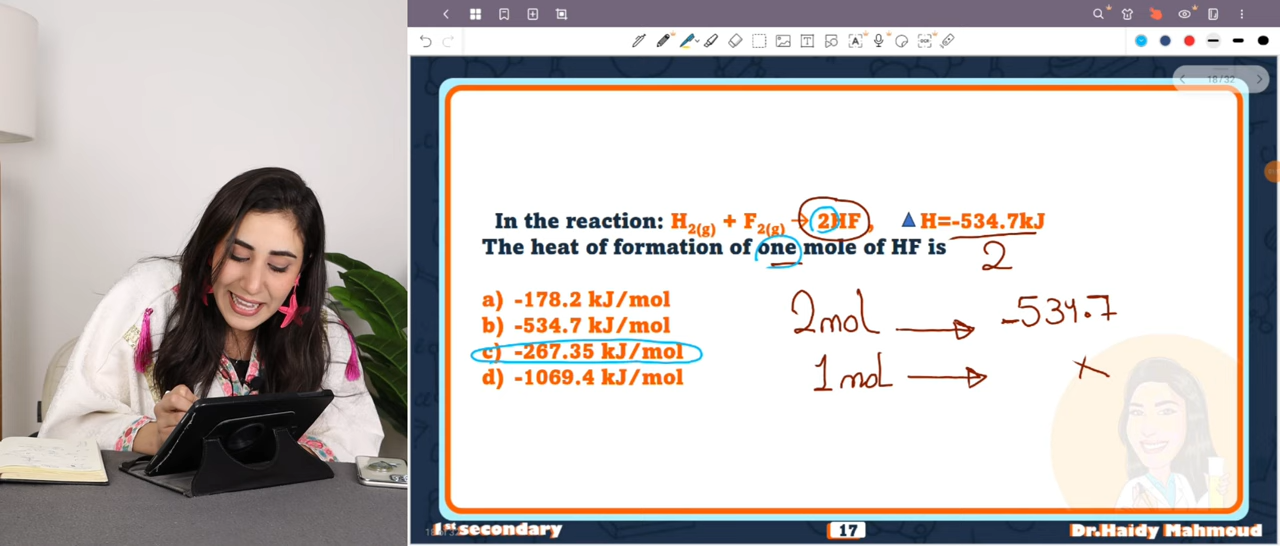 18/32
In the reaction: H2(g) + F2(g) → 2HF, ▲ H=-534.7kJ
2
The heat of formation of one mole of HF is
a) -178.2 kJ/mol
b) -534.7 kJ/mol
c) -267.35 kJ/mol
d) -1069.4 kJ/mol
2mol → -534.7
1mol → x
1st secondary
17
Dr.Haidy Mahmoud